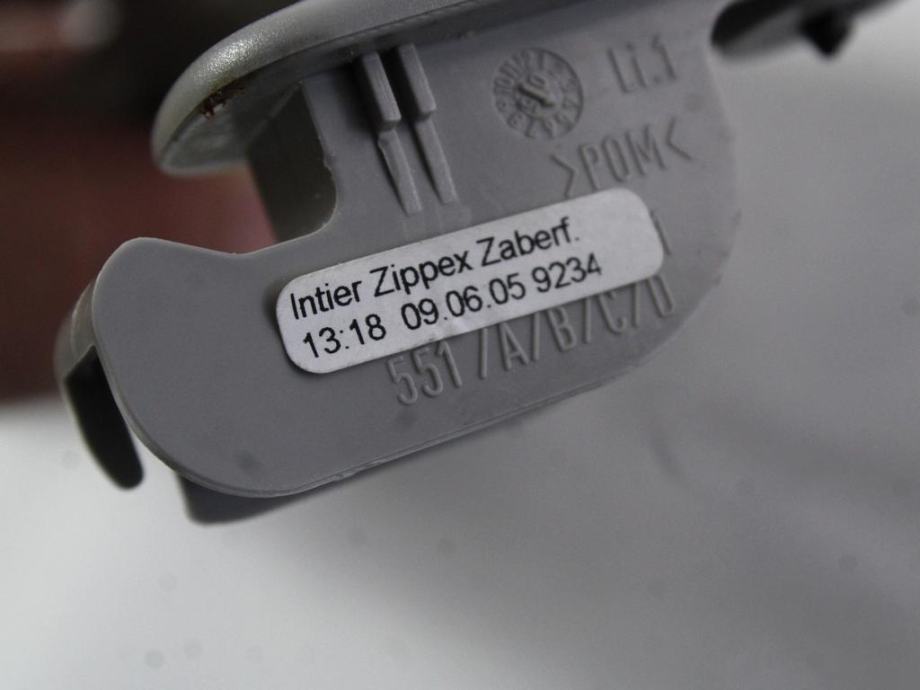 Li.1
>POM<
Intier Zippex Zaberf.
13:18 09.06.05 9234
551 /A/B/C/D